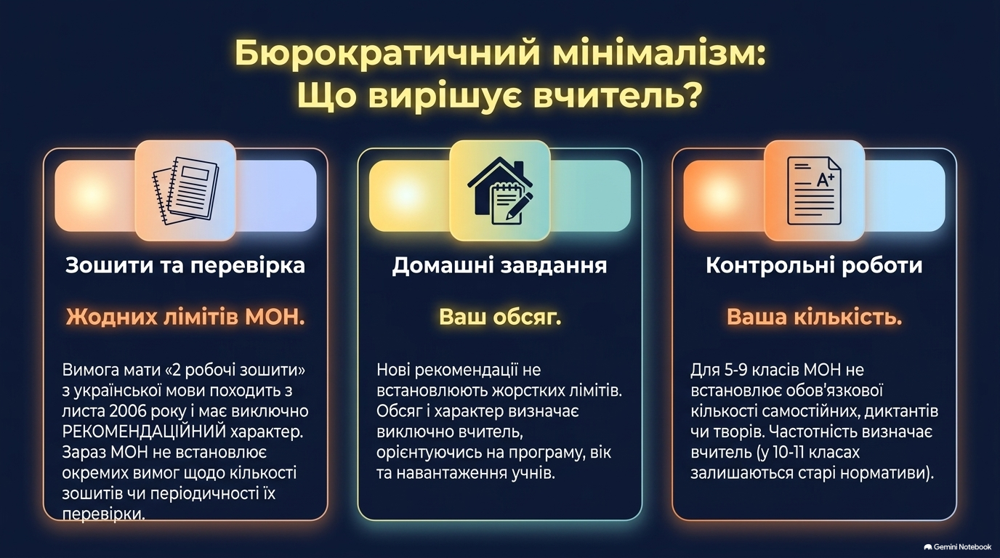 Бюрократичний мінімалізм:
Що вирішує вчитель?
A+
Зошити та перевірка
Жодних лімітів МОН.
Вимога мати «2 робочі зошити»
з української мови походить з
листа 2006 року і має виключно
РЕКОМЕНДАЦІЙНИЙ характер.
Зараз МОН не встановлює
окремих вимог щодо кількості
зошитів чи періодичності їх
перевірки.
Домашні завдання
Ваш обсяг.
Нові рекомендації не
встановлюють жорстких лімітів.
Обсяг і характер визначає
виключно вчитель,
орієнтуючись на програму, вік
та навантаження учнів.
Контрольні роботи
Ваша кількість.
Для 5-9 класів МОН не
встановлює обов'язкової
кількості самостійних, диктантів
чи творів. Частотність визначає
вчитель (у 10-11 класах
залишаються старі нормативи).
Gemini Notebook